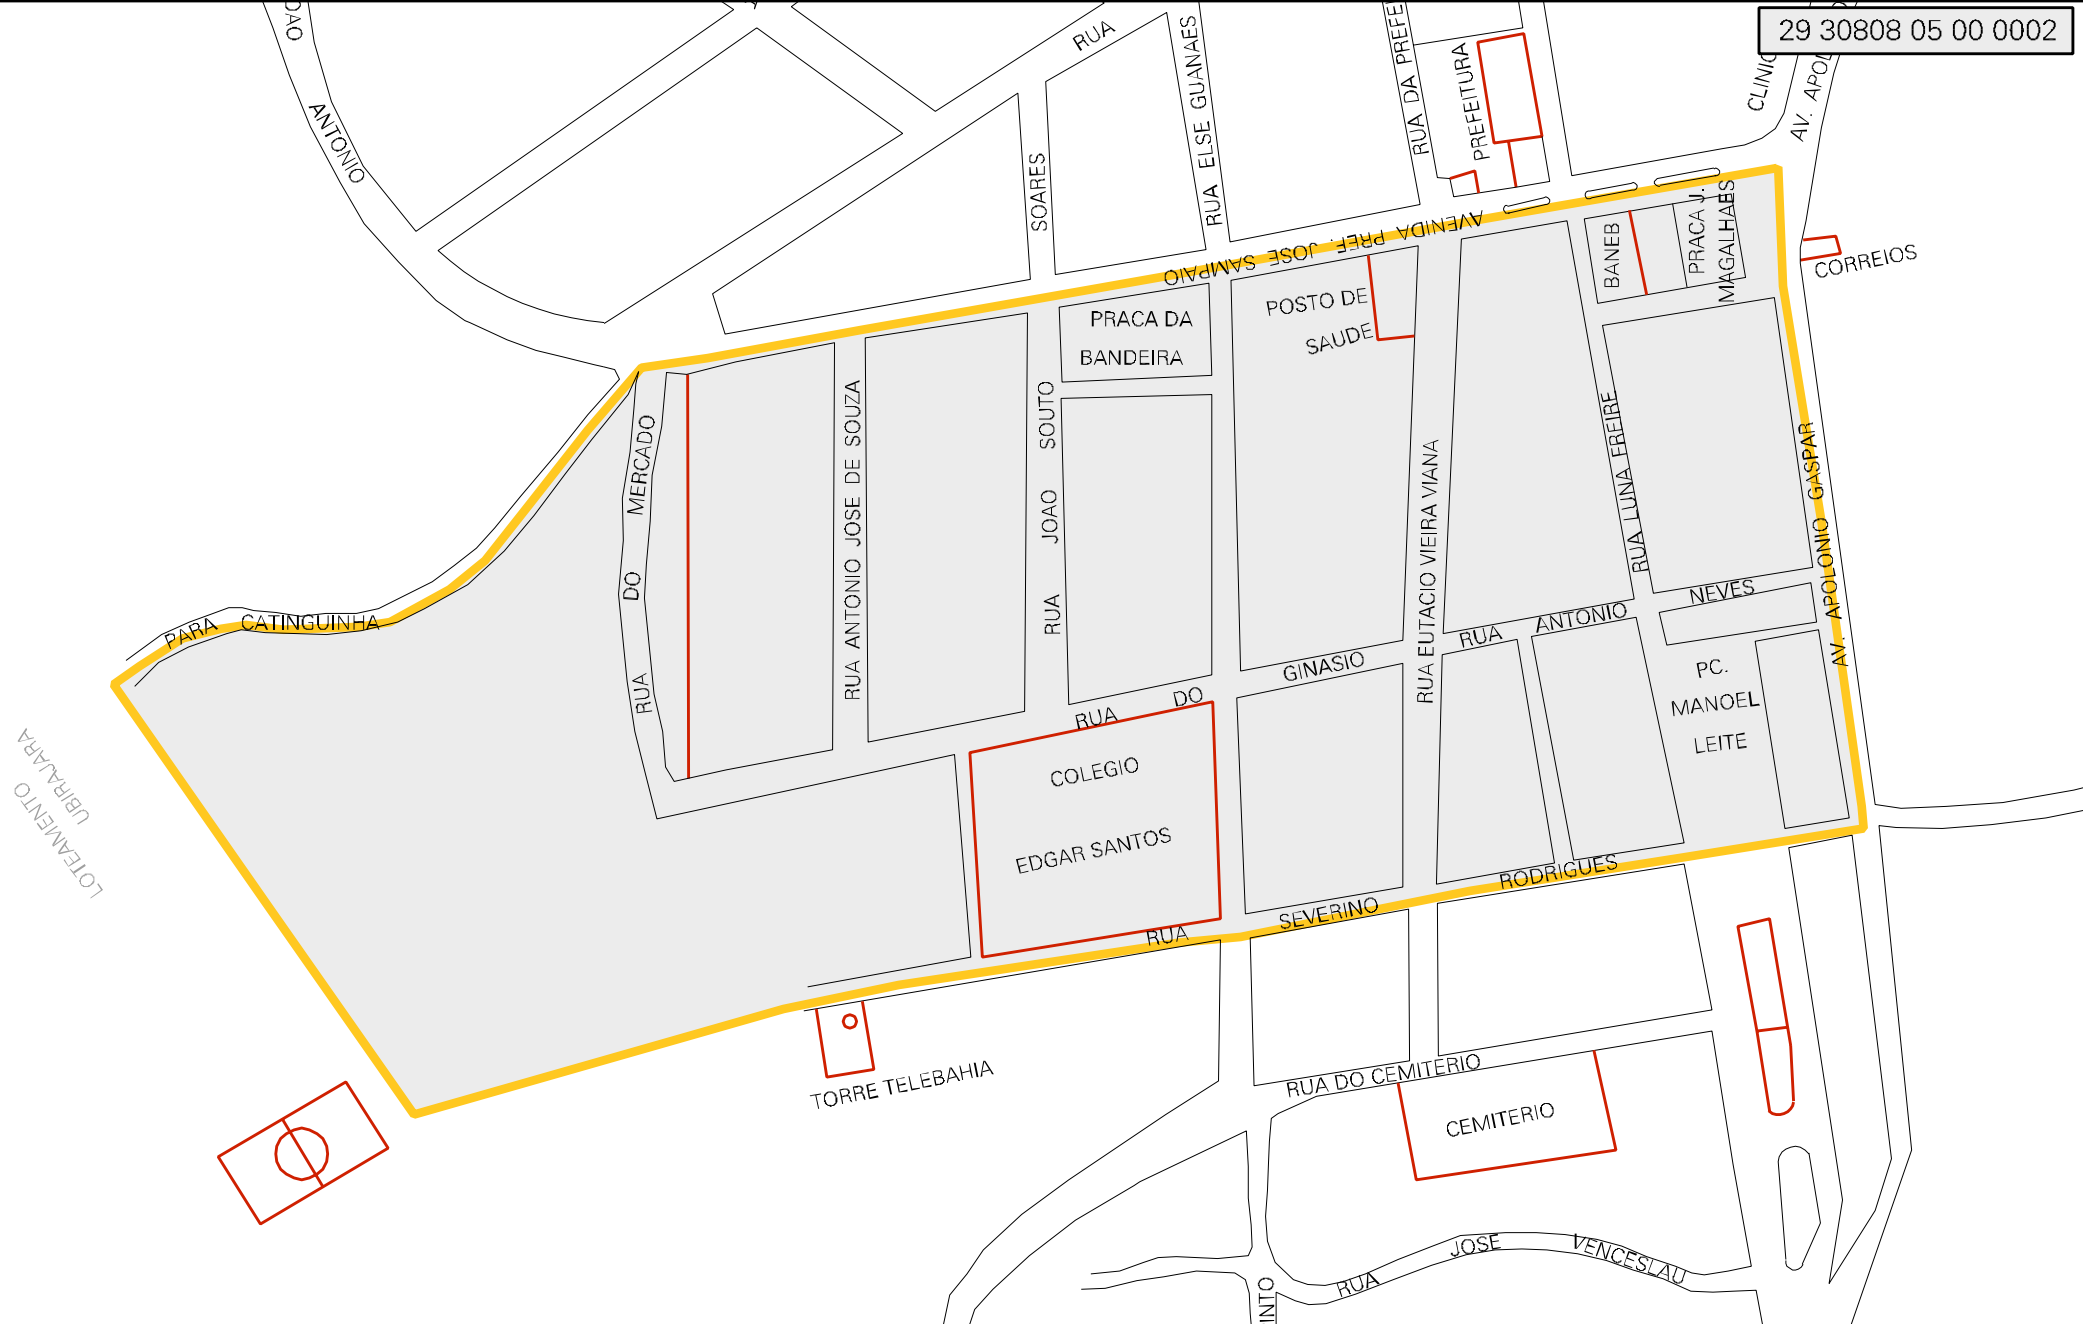 29 30808 05 00 0002
OAO
ANTONIO
RUA
SOARES
RUA ELSE GUANAES
PREFEITURA
CLINIC
AV. APOL
AVENIDA PREF. JOSE SAMPAIO
BANEB
PRACA J.
MAGALHAES
CORREIOS
PRACA DA
BANDEIRA
POSTO DE
SAUDE
RUA DO MERCADO
RUA ANTONIO JOSE DE SOUZA
RUA JOAO SOUTO
RUA EUTACIO VIEIRA VIANA
RUA LUNA FREIRE
AV. APOLONIO GASPAR
PARA CATINGUINHA
RUA ANTONIO NEVES
RUA DO GINASIO
PC.
MANOEL
LEITE
LOTEAMENTO
UBIRAJARA
COLEGIO
EDGAR SANTOS
RUA SEVERINO RODRIGUES
TORRE TELEBAHIA
RUA DO CEMITERIO
CEMITERIO
RUA JOSE VENCESLAU
INTO
RUA DA PREFE